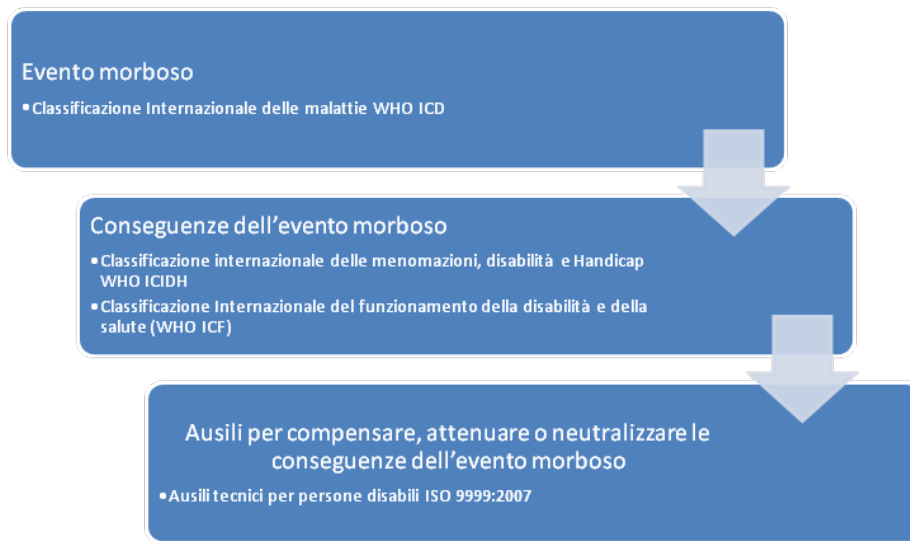 Evento morboso
•Classificazione Internazionale delle malattie WHO ICD
Conseguenze dell'evento morboso
•Classificazione internazionale delle menomazioni, disabilità e Handicap
WHO ICIDH
•Classificazione Internazionale del funzionamento della disabilità e della
salute (WHO ICF)
Ausili per compensare, attenuare o neutralizzare le
conseguenze dell'evento morboso
•Ausili tecnici per persone disabili ISO 9999:2007